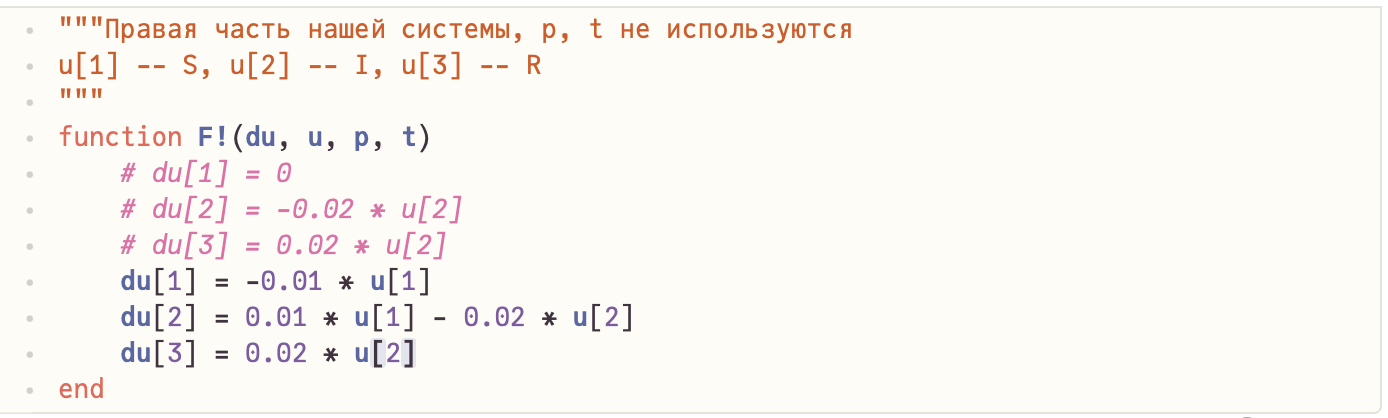 """Правая часть нашей системы, p, t не используются
u[1] -- S, u[2] -- I, u[3] -- R
"""
function F!(du, u, p, t)
    # du[1] = 0
    # du[2] = -0.02 * u[2]
    # du[3] = 0.02 * u[2]
    du[1] = -0.01 * u[1]
    du[2] = 0.01 * u[1] - 0.02 * u[2]
    du[3] = 0.02 * u[2]
end